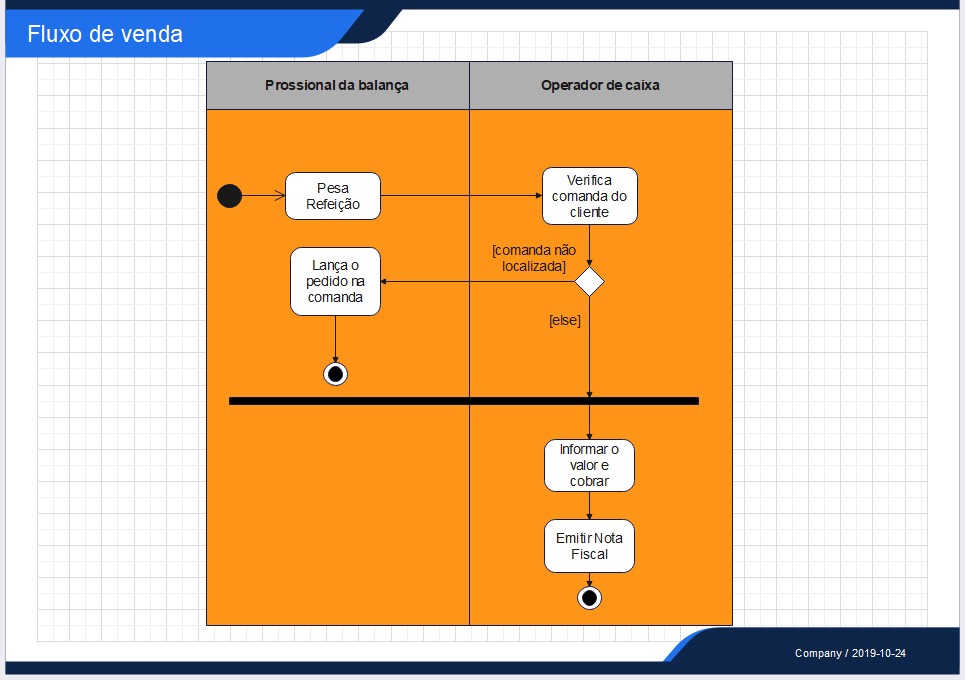 Fluxo de venda
Prossional da balança
Operador de caixa
Pesa
Refeição
Verifica
comanda do
cliente
[comanda não
localizada]
Lança o
pedido na
comanda
[else]
Informar o
valor e
cobrar
Emitir Nota
Fiscal
Company / 2019-10-24